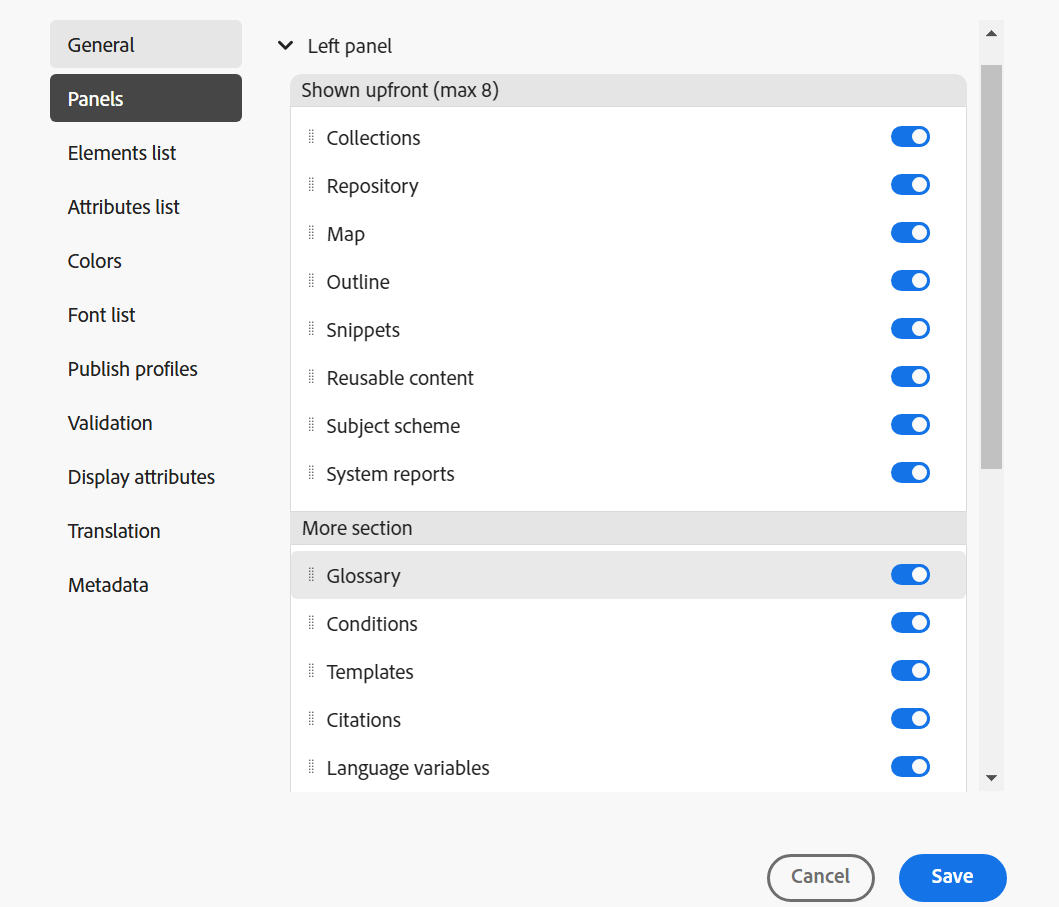 General
Panels
Elements list
Attributes list
Colors
Font list
Publish profiles
Validation
Display attributes
Translation
Metadata
Left panel
Shown upfront (max 8)
Collections
Repository
Map
Outline
Snippets
Reusable content
Subject scheme
System reports
More section
Glossary
Conditions
Templates
Citations
Language variables
Cancel
Save